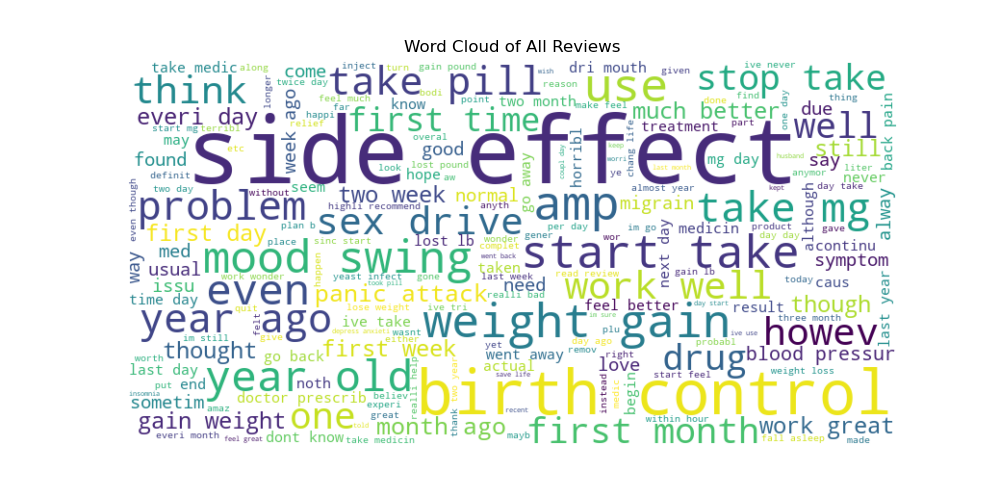 Word Cloud of All Reviews
take medic
along
come
turn
gain pound
inject
wish
dri mouth
given
ive never
think
longer
twice day
take pill
bodi
reason
use
stop take
feel much
point
two month
make feel
done
find
thing
everi day
week ago
happi
far
know
first time
much better
one day
due
well
back pain
start mg
terribl
relief
overal
treatment
part
may
etc
good
coupl day
horribl
keep
worri
chang life
husband
still
side effect
found
look
lost pound
hope
aw
go away
ye
last month
mg day
say
anymor
liter
never
definit
seem
two day
without
two week
normal
kept
almost year
day take
alway
even though
problem
highli recommend
anyth
amp
migrain
take mg
although
plan b
sex drive
per day
im go
medicin
product
gave
first day
place
sinc start
lost lb
wonder
gener
wor
next day
day day
continu
way
med
mood swing
complet
start take
symptom
usual
happen
went back
taken
last week
read review
gain lb
today
caus
issu
work wonder
yeast infect
gone
took pill
need
work well
even
panic attack
realli bad
feel better
day start
though
time day
quit
lose weight
ive tri
im sure
result
three month
last year
year ago
felt
ive take
weight gain
plu
ive use
howev
im still
give
depress anxieti
wasnt
either
yet
day ago
probabl
thought
first week
went away
remov
right
drug
blood pressur
worth
go back
actual
love
start feel
last day
noth
year old
realli help
save life
instead
weight loss
put
end
doctor prescrib
believ
two year
birth control
medic
begin
insomnia
sometim
amaz
experi
great
thank
recent
gain weight
one
told
month ago
within hour
work great
everi month
feel great
dont know
take medicin
mayb
first month
fall asleep
made